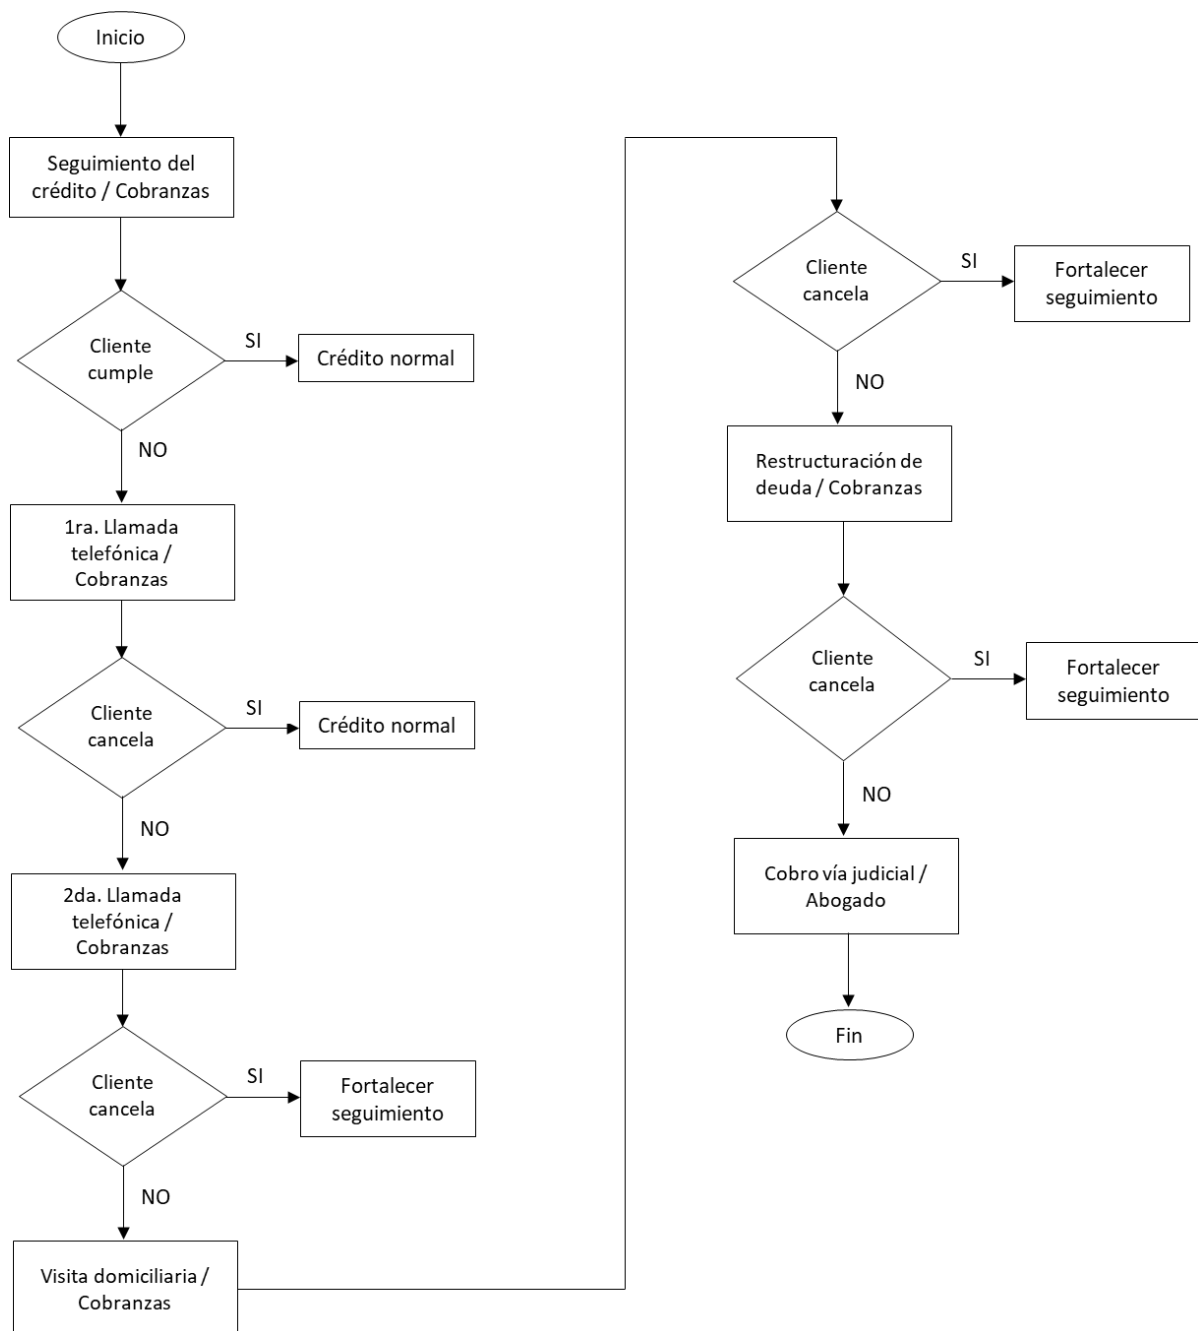 Inicio
Seguimiento del
crédito / Cobranzas
Cliente
cumple
SI
Crédito normal
NO
1ra. Llamada
telefónica /
Cobranzas
Cliente
cancela
SI
Crédito normal
NO
2da. Llamada
telefónica /
Cobranzas
Cliente
cancela
SI
Fortalecer
seguimiento
NO
Visita domiciliaria /
Cobranzas
Cliente
cancela
SI
Fortalecer
seguimiento
NO
Restructuración de
deuda / Cobranzas
Cliente
cancela
SI
Fortalecer
seguimiento
NO
Cobro vía judicial /
Abogado
Fin